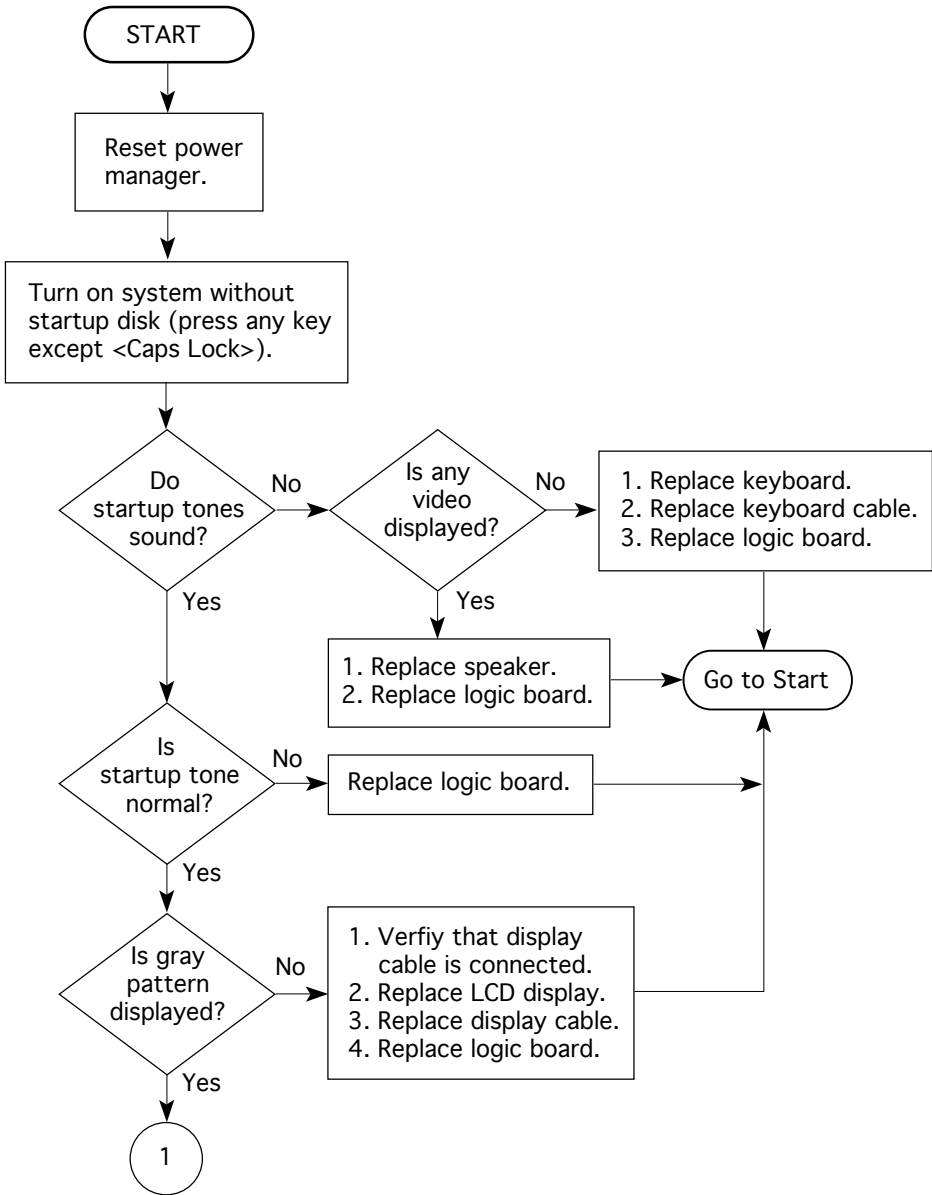 START
Reset power
manager.
Turn on system without
startup disk (press any key
except <Caps Lock>).
Do
startup tones
sound?
No
Is any
video
displayed?
No
1. Replace keyboard.
2. Replace keyboard cable.
3. Replace logic board.
Yes
Yes
1. Replace speaker.
2. Replace logic board.
Go to Start
Is
startup tone
normal?
No
Replace logic board.
Yes
Is gray
pattern
displayed?
No
1. Verfiy that display
cable is connected.
2. Replace LCD display.
3. Replace display cable.
4. Replace logic board.
Yes
1